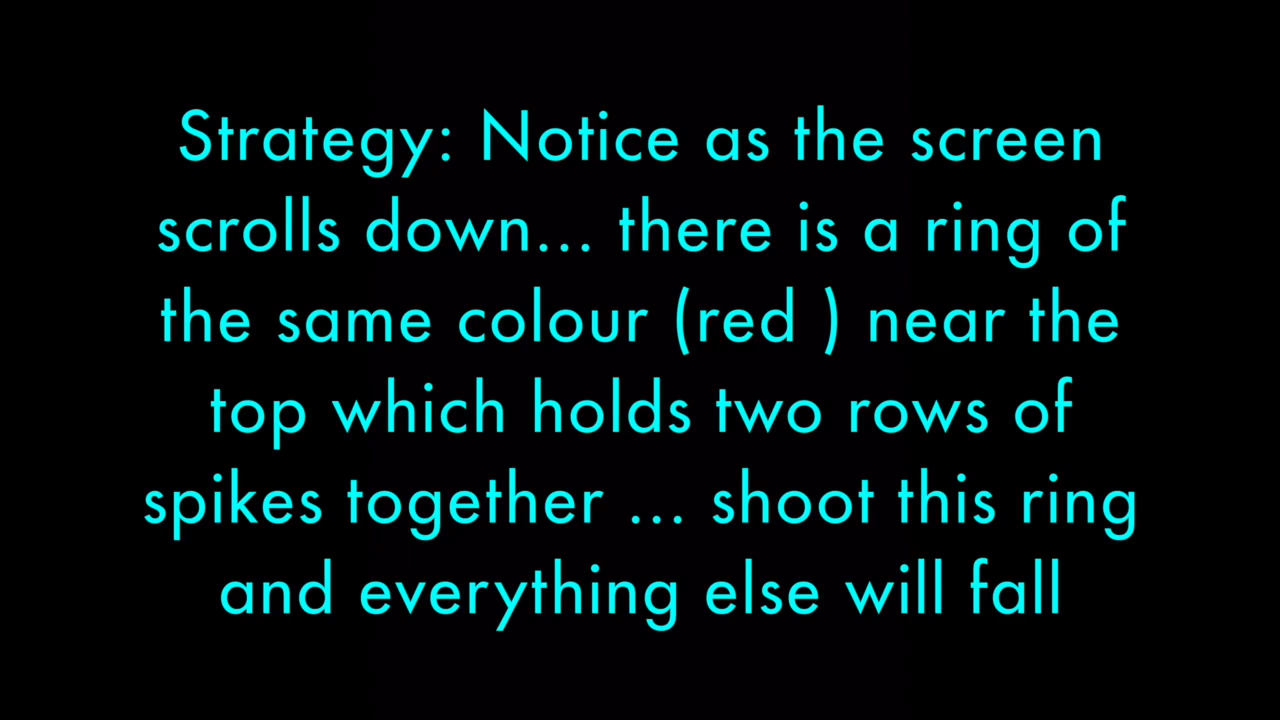 Strategy: Notice as the screen
scrolls down... there is a ring of
the same colour (red ) near the
top which holds two rows of
spikes together ... shoot this ring
and everything else will fall